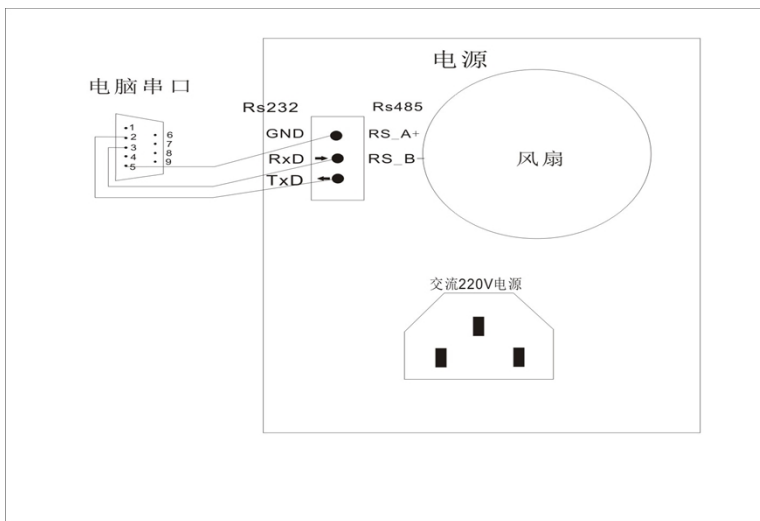 电源
电脑串口
Rs232
Rs485
GND
RS_A+
RxD
RS_B-
TxD
1
2
3
4
5
6
7
8
9
风扇
交流220V电源